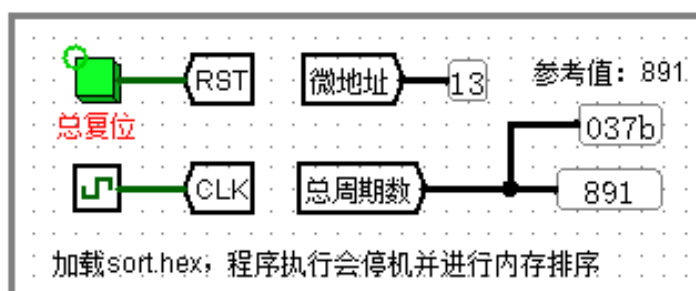 RST 微地址 13 参考值：891
总复位
037b
CLK 总周期数 891
加载sort.hex，程序执行会停机并进行内存排序